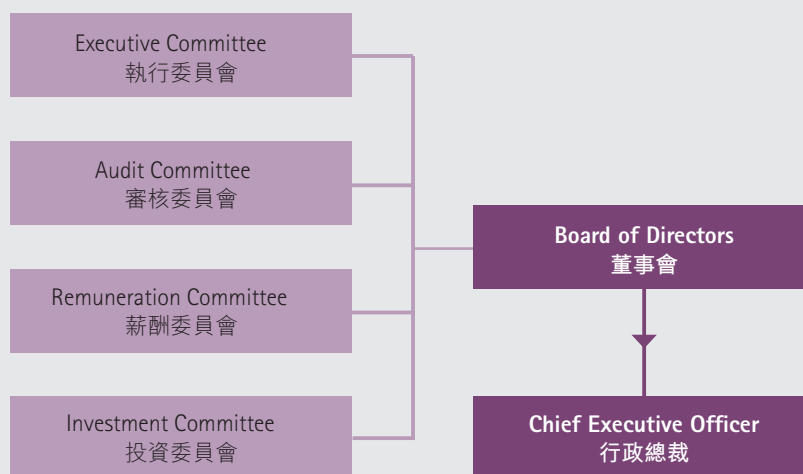 Executive Committee
執行委員會
Audit Committee
審核委員會
Remuneration Committee
薪酬委員會
Investment Committee
投資委員會
Board of Directors
董事會
Chief Executive Officer
行政總裁